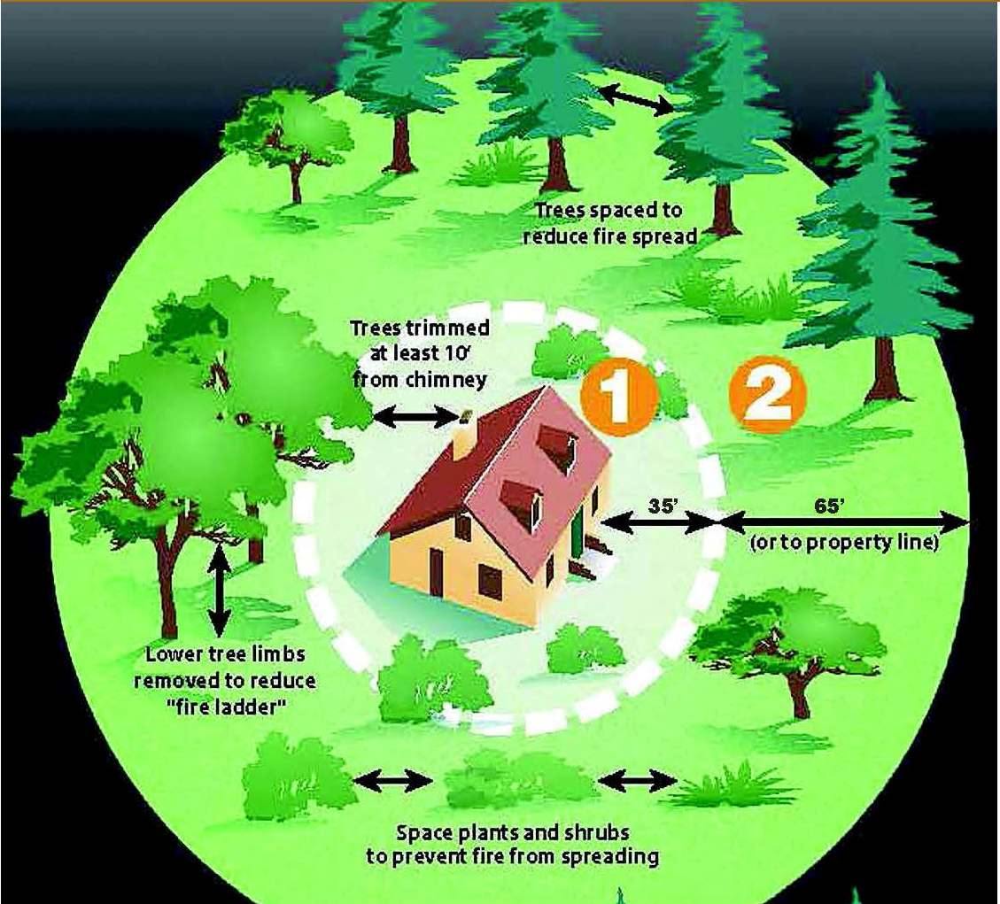 Trees spaced to
reduce fire spread
Trees trimmed
at least 10'
from chimney
1
2
35'
65'
(or to property line)
Lower tree limbs
removed to reduce
"fire ladder"
Space plants and shrubs
to prevent fire from spreading